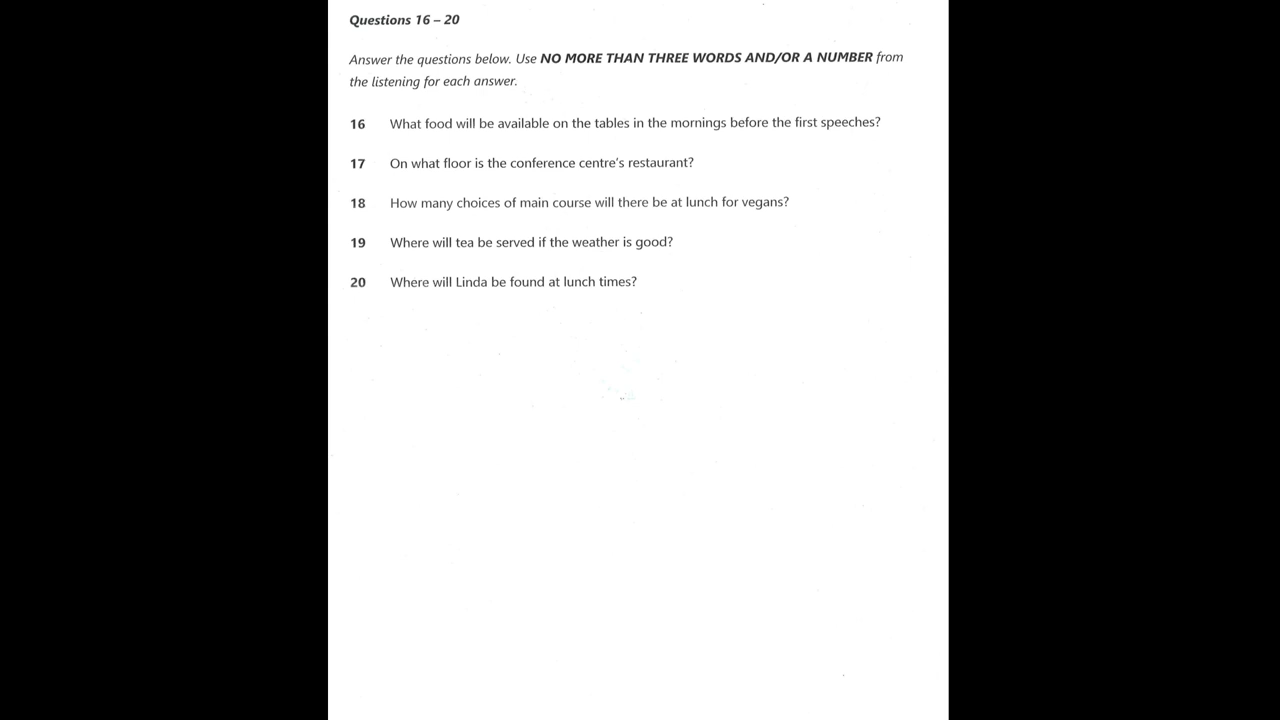 Questions 16 – 20
Answer the questions below. Use NO MORE THAN THREE WORDS AND/OR A NUMBER from
the listening for each answer.
16 What food will be available on the tables in the mornings before the first speeches?
17 On what floor is the conference centre's restaurant?
18 How many choices of main course will there be at lunch for vegans?
19 Where will tea be served if the weather is good?
20 Where will Linda be found at lunch times?